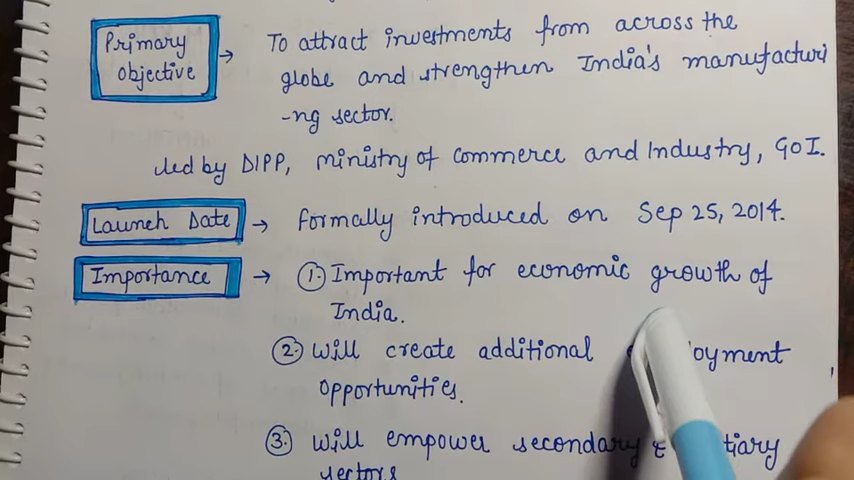 Primary Objective → To attract investments from across the
globe and strengthen India's manufacturi
-ng sector.
Led by DIPP, ministry of Commerce and Industry, GOI.
Launch Date → formally introduced on Sep 25, 2014.
Importance → 1. Important for economic growth of
India.
2. Will create additional
opportunities.
3. Will empower secondary &
sectors